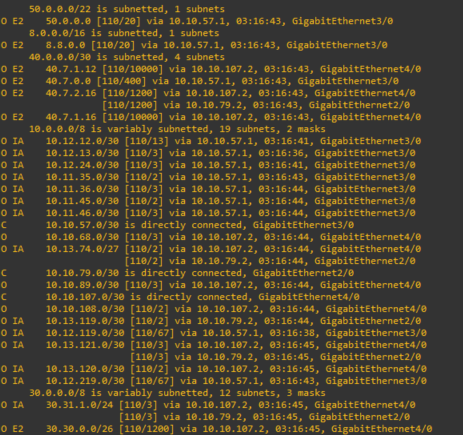 50.0.0.0/22 is subnetted, 1 subnets
O E2 50.0.0.0 [110/20] via 10.10.57.1, 03:16:43, GigabitEthernet3/0
8.0.0.0/16 is subnetted, 1 subnets
O E2 8.8.0.0 [110/20] via 10.10.57.1, 03:16:43, GigabitEthernet3/0
40.0.0.0/30 is subnetted, 4 subnets
O E2 40.7.1.12 [110/10000] via 10.10.107.2, 03:16:43, GigabitEthernet4/0
O E2 40.7.0.0 [110/400] via 10.10.57.1, 03:16:43, GigabitEthernet3/0
O E2 40.7.2.16 [110/1200] via 10.10.107.2, 03:16:43, GigabitEthernet4/0
[110/1200] via 10.10.79.2, 03:16:43, GigabitEthernet2/0
O E2 40.7.1.16 [110/10000] via 10.10.107.2, 03:16:43, GigabitEthernet4/0
10.0.0.0/8 is variably subnetted, 19 subnets, 2 masks
O IA 10.12.12.0/30 [110/13] via 10.10.57.1, 03:16:41, GigabitEthernet3/0
O IA 10.12.13.0/30 [110/3] via 10.10.57.1, 03:16:36, GigabitEthernet3/0
O IA 10.12.24.0/30 [110/3] via 10.10.57.1, 03:16:41, GigabitEthernet3/0
O IA 10.11.35.0/30 [110/2] via 10.10.57.1, 03:16:43, GigabitEthernet3/0
O IA 10.11.36.0/30 [110/3] via 10.10.57.1, 03:16:44, GigabitEthernet3/0
O IA 10.11.45.0/30 [110/2] via 10.10.57.1, 03:16:44, GigabitEthernet3/0
O IA 10.11.46.0/30 [110/3] via 10.10.57.1, 03:16:44, GigabitEthernet3/0
C 10.10.57.0/30 is directly connected, GigabitEthernet3/0
O 10.10.68.0/30 [110/3] via 10.10.107.2, 03:16:44, GigabitEthernet4/0
O IA 10.13.74.0/27 [110/2] via 10.10.107.2, 03:16:44, GigabitEthernet4/0
[110/2] via 10.10.79.2, 03:16:44, GigabitEthernet2/0
C 10.10.79.0/30 is directly connected, GigabitEthernet2/0
O 10.10.89.0/30 [110/3] via 10.10.107.2, 03:16:44, GigabitEthernet4/0
C 10.10.107.0/30 is directly connected, GigabitEthernet4/0
O 10.10.108.0/30 [110/2] via 10.10.107.2, 03:16:44, GigabitEthernet4/0
O IA 10.13.119.0/30 [110/2] via 10.10.79.2, 03:16:44, GigabitEthernet2/0
O IA 10.12.119.0/30 [110/67] via 10.10.57.1, 03:16:38, GigabitEthernet3/0
O IA 10.13.121.0/30 [110/3] via 10.10.107.2, 03:16:45, GigabitEthernet4/0
[110/3] via 10.10.79.2, 03:16:45, GigabitEthernet2/0
O IA 10.13.120.0/30 [110/2] via 10.10.107.2, 03:16:45, GigabitEthernet4/0
O IA 10.12.219.0/30 [110/67] via 10.10.57.1, 03:16:43, GigabitEthernet3/0
30.0.0.0/8 is variably subnetted, 12 subnets, 3 masks
O IA 30.31.1.0/24 [110/3] via 10.10.107.2, 03:16:45, GigabitEthernet4/0
[110/3] via 10.10.79.2, 03:16:45, GigabitEthernet2/0
O E2 30.30.0.0/26 [110/1200] via 10.10.107.2, 03:16:45, GigabitEthernet4/0